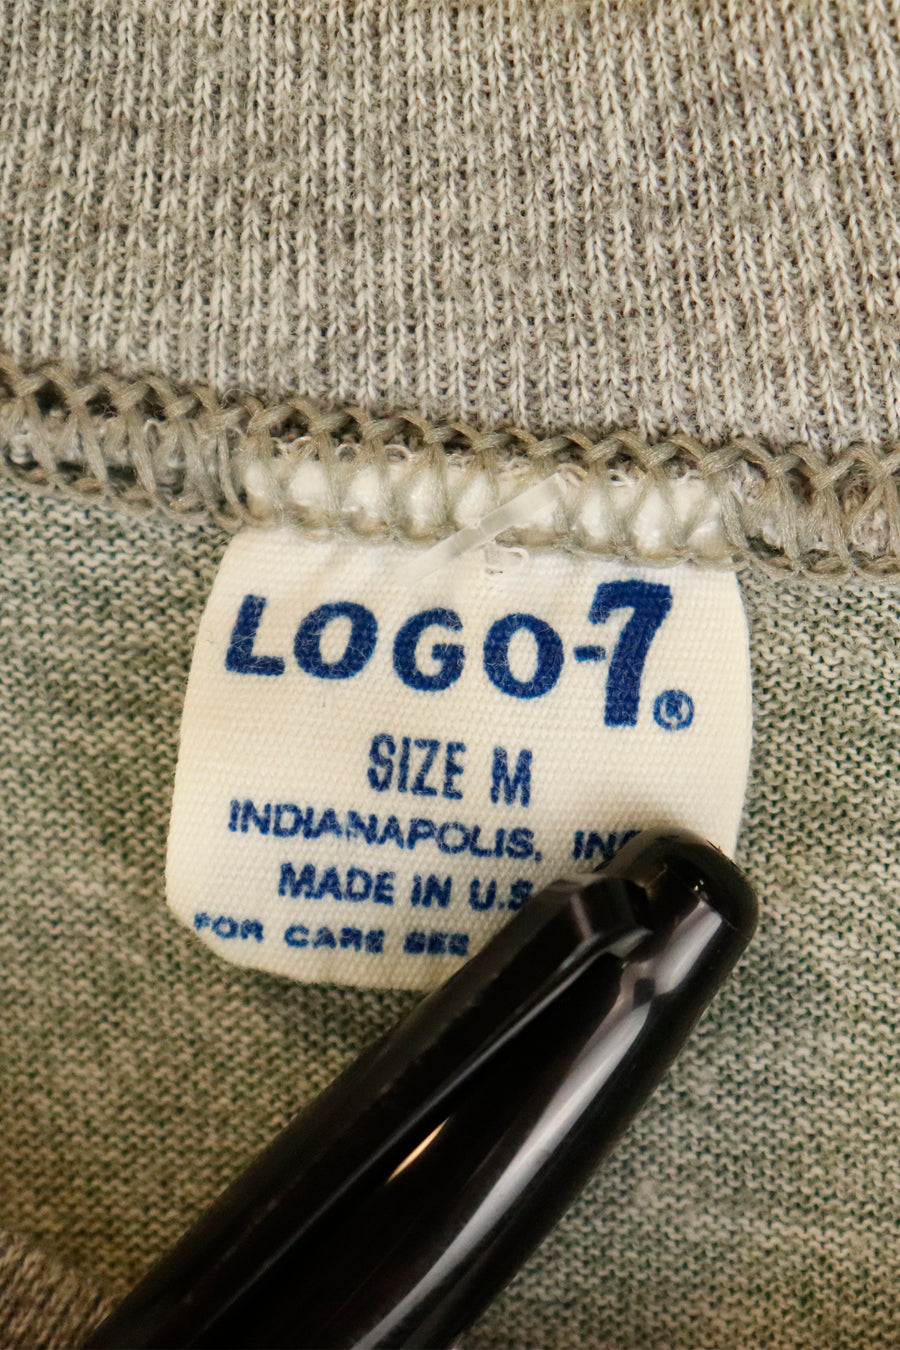 LOGO-7®
SIZE M
INDIANAPOLIS, IN
MADE IN U.S
FOR CARE SEE